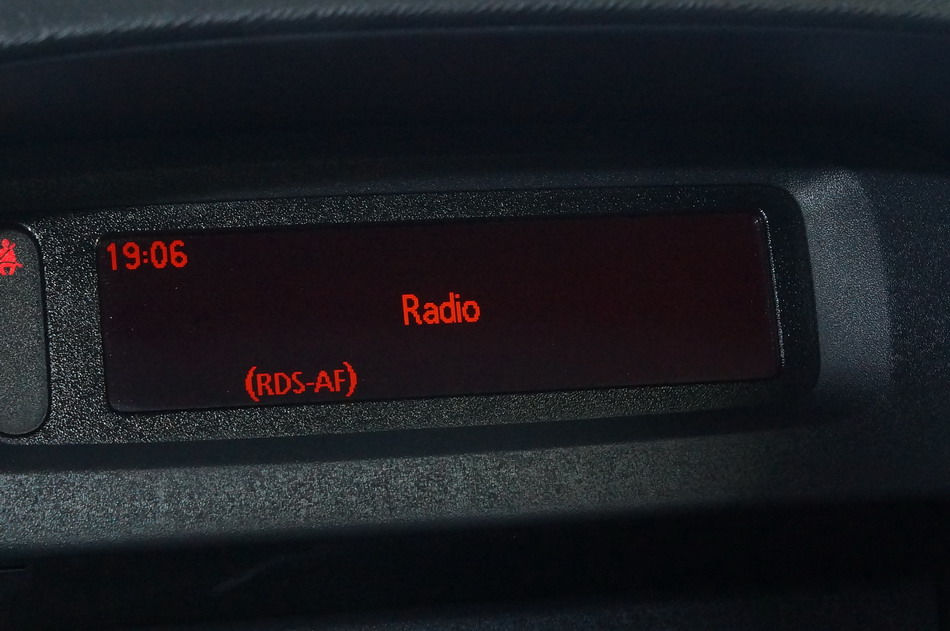 19:06
Radio
(RDS-AF)